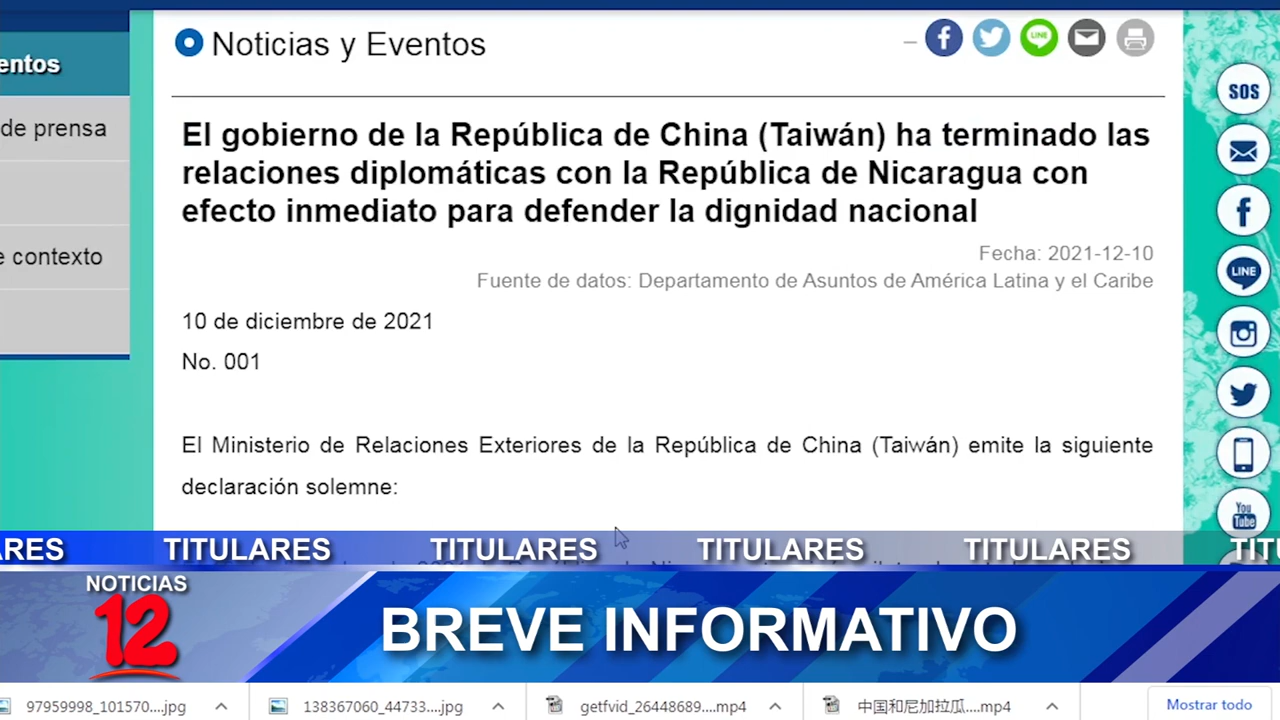 Noticias y Eventos
LINE
entos
de prensa
e contexto
El gobierno de la República de China (Taiwán) ha terminado las
relaciones diplomáticas con la República de Nicaragua con
efecto inmediato para defender la dignidad nacional
Fecha: 2021-12-10
Fuente de datos: Departamento de Asuntos de América Latina y el Caribe
10 de diciembre de 2021
No. 001
El Ministerio de Relaciones Exteriores de la República de China (Taiwán) emite la siguiente
declaración solemne:
SOS
LINE
You
Tube
ARES TITULARES TITULARES TITULARES TITULARES TIT
NOTICIAS
12
BREVE INFORMATIVO
97959998_101570....jpg
138367060_44733....jpg
getfvid_26448689....mp4
中国和尼加拉瓜....mp4
Mostrar todo